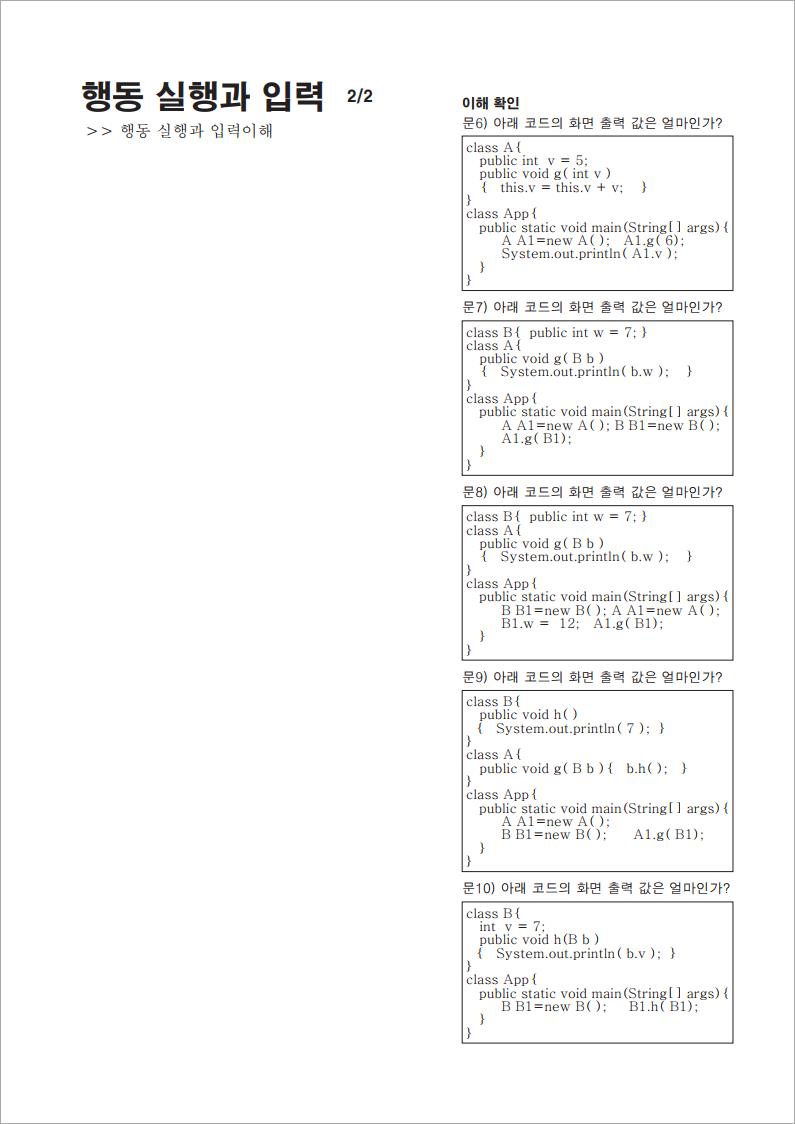 행동 실행과 입력 2/2
>> 행동 실행과 입력이해
이해 확인
문6) 아래 코드의 화면 출력 값은 얼마인가?
class A{
public int v = 5;
public void g( int v )
{ this.v = this.v + v; }
}
class App{
public static void main(String[ ] args){
A A1=new A( ); A1.g( 6);
System.out.println( A1.v );
}
}
문7) 아래 코드의 화면 출력 값은 얼마인가?
class B{ public int w = 7; }
class A{
public void g( B b )
{ System.out.println( b.w ); }
}
class App{
public static void main(String[ ] args){
A A1=new A( ); B B1=new B( );
A1.g( B1);
}
}
문8) 아래 코드의 화면 출력 값은 얼마인가?
class B{ public int w = 7; }
class A{
public void g( B b )
{ System.out.println( b.w ); }
}
class App{
public static void main(String[ ] args){
B B1=new B( ); A A1=new A( );
B1.w = 12; A1.g( B1);
}
}
문9) 아래 코드의 화면 출력 값은 얼마인가?
class B{
public void h( )
{ System.out.println( 7 ); }
}
class A{
public void g( B b ){ b.h( ); }
}
class App{
public static void main(String[ ] args){
A A1=new A( );
B B1=new B( ); A1.g( B1);
}
}
문10) 아래 코드의 화면 출력 값은 얼마인가?
class B{
int v = 7;
public void h(B b )
{ System.out.println( b.v ); }
}
class App{
public static void main(String[ ] args){
B B1=new B( ); B1.h( B1);
}
}